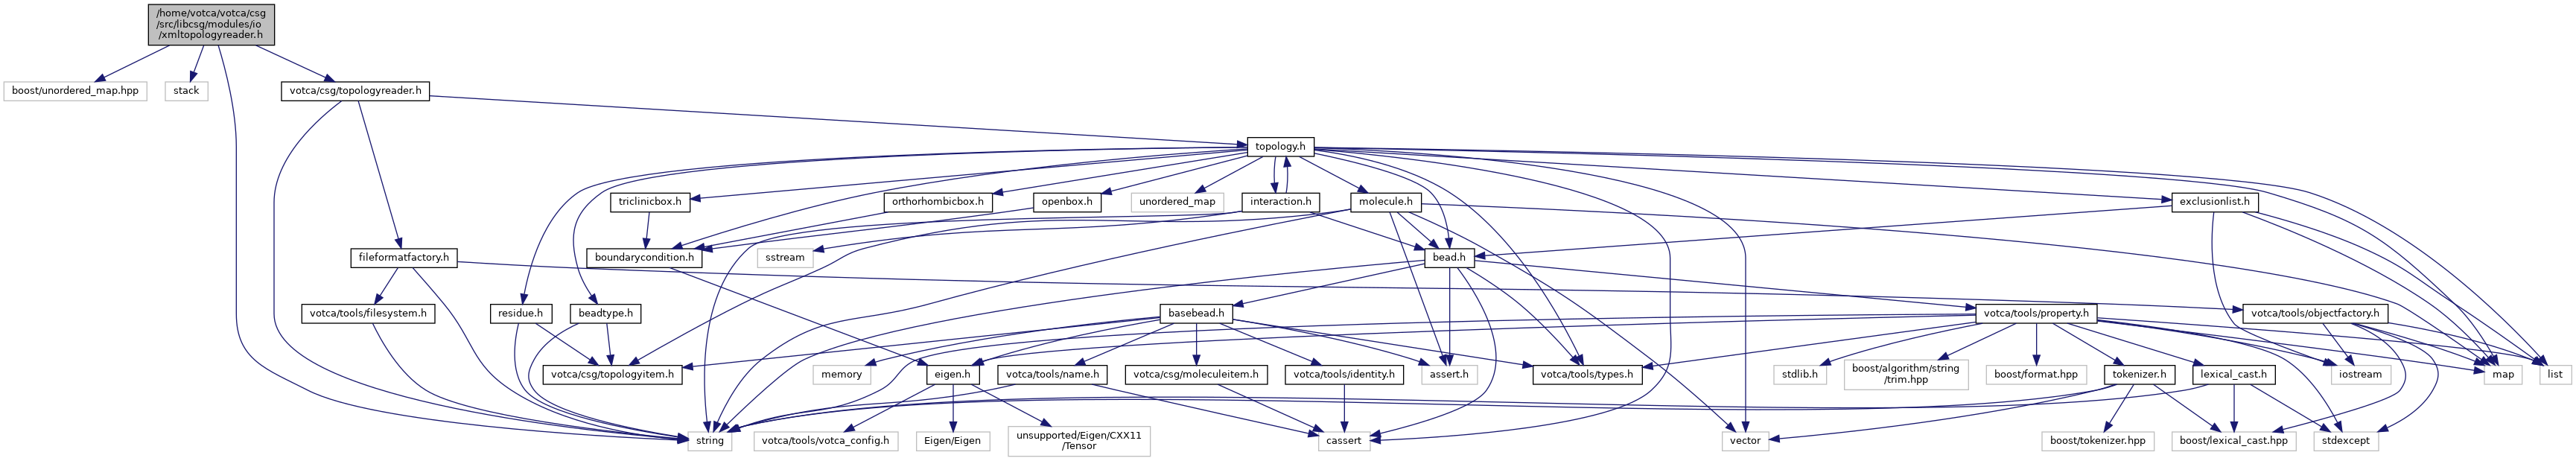 /home/votca/votca/csg
/src/libcsg/modules/io
/xmltopologyreader.h
boost/unordered_map.hpp
stack
votca/csg/topologyreader.h
topology.h
triclinicbox.h
orthorhombicbox.h
openbox.h
unordered_map
interaction.h
molecule.h
exclusionlist.h
fileformatfactory.h
boundarycondition.h
sstream
bead.h
votca/tools/filesystem.h
residue.h
beadtype.h
basebead.h
votca/tools/property.h
votca/tools/objectfactory.h
votca/csg/topologyitem.h
memory
eigen.h
votca/tools/name.h
votca/csg/moleculeitem.h
votca/tools/identity.h
assert.h
votca/tools/types.h
stdlib.h
boost/algorithm/string
/trim.hpp
boost/format.hpp
tokenizer.h
lexical_cast.h
iostream
map
list
string
votca/tools/votca_config.h
Eigen/Eigen
unsupported/Eigen/CXX11
/Tensor
cassert
vector
boost/tokenizer.hpp
boost/lexical_cast.hpp
stdexcept